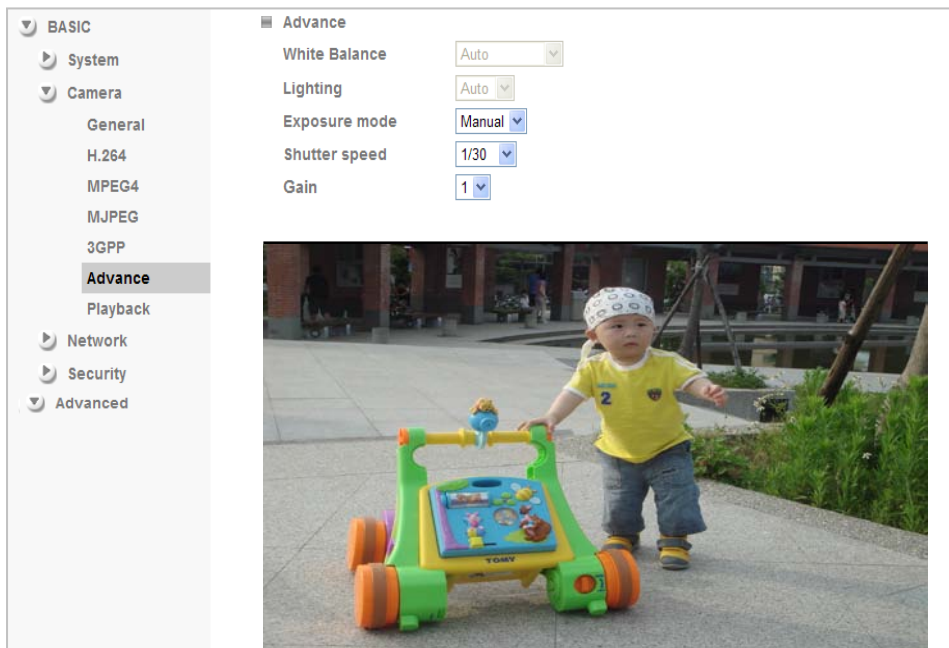 BASIC
System
Camera
General
H.264
MPEG4
MJPEG
3GPP
Advance
Playback
Network
Security
Advanced
Advance
White Balance Auto
Lighting Auto
Exposure mode Manual
Shutter speed 1/30
Gain 1
2
TOMY